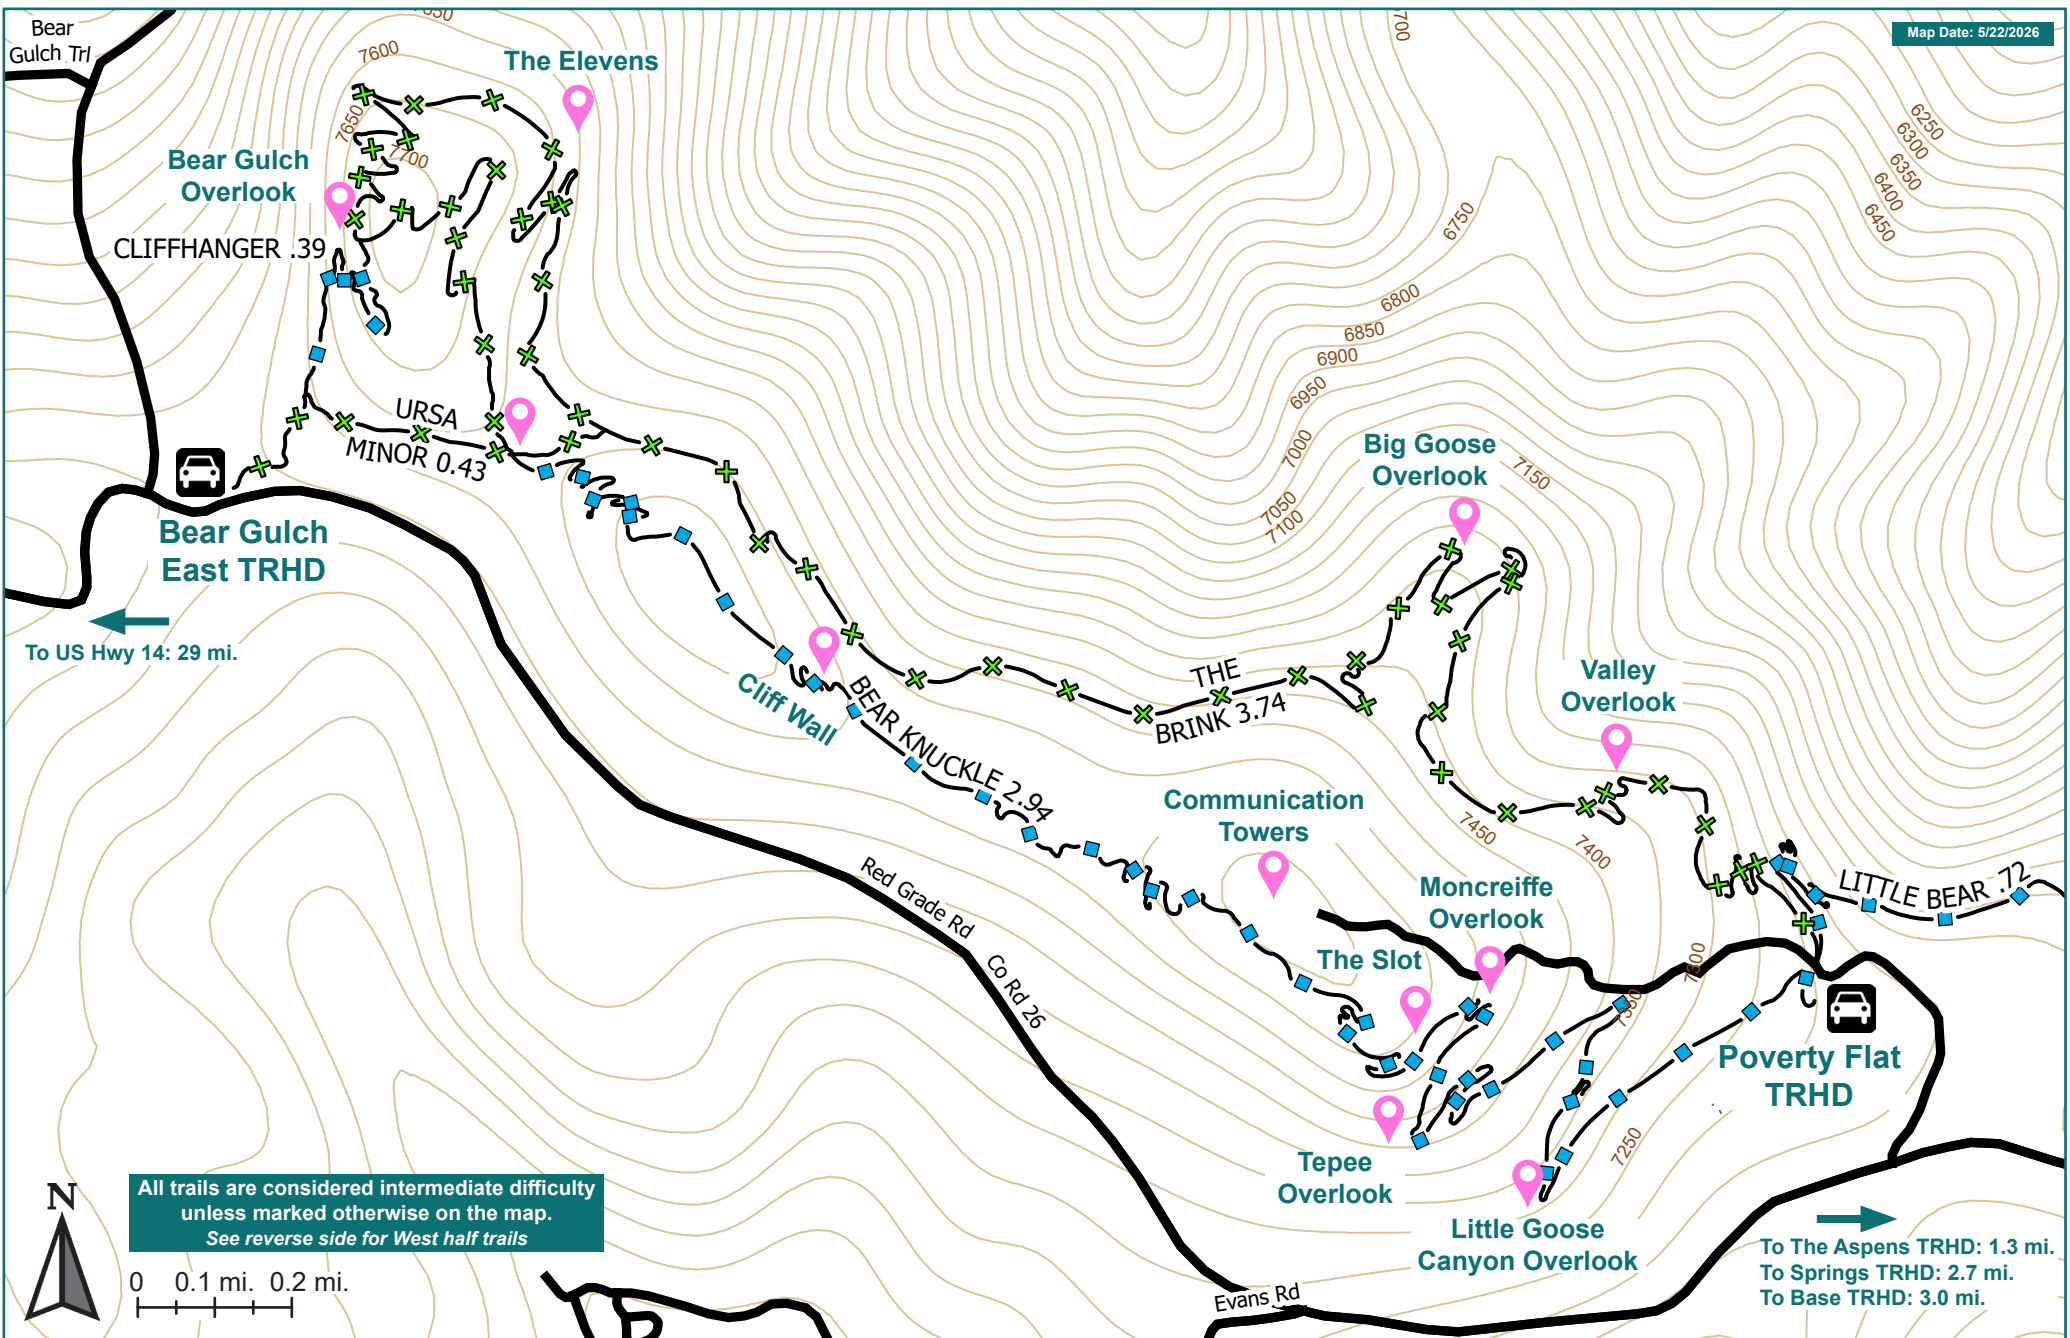 Bear
Gulch Trl
7650
7600
The Elevens
7650
7700
Bear Gulch
Overlook
CLIFFHANGER .39
URSA
MINOR 0.43
Bear Gulch
East TRHD
To US Hwy 14: 29 mi.
Map Date: 5/22/2026
6250
6300
6350
6400
6450
6750
6800
6850
6900
6950
7000
7050
7100
7150
Big Goose
Overlook
THE
BRINK 3.74
Valley
Overlook
Cliff Wall
BEAR KNUCKLE 2.94
Communication
Towers
7450
7400
Moncreiffe
Overlook
LITTLE BEAR .72
The Slot
Red Grade Rd
Co Rd 26
7300
7350
Poverty Flat
TRHD
7250
Tepee
Overlook
Little Goose
Canyon Overlook
N
All trails are considered intermediate difficulty
unless marked otherwise on the map.
See reverse side for West half trails
0 0.1 mi. 0.2 mi.
Evans Rd
To The Aspens TRHD: 1.3 mi.
To Springs TRHD: 2.7 mi.
To Base TRHD: 3.0 mi.